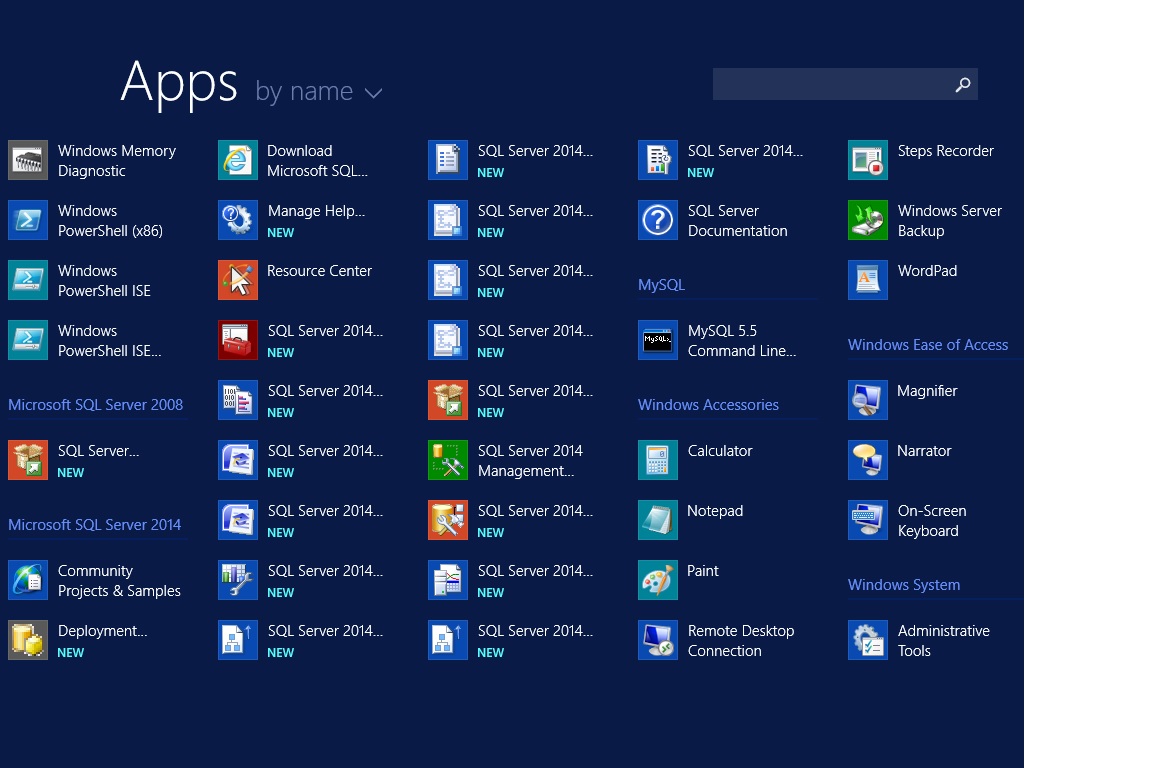 Apps by name
Windows Memory
Diagnostic
Windows
PowerShell (x86)
Windows
PowerShell ISE
Windows
PowerShell ISE...
Microsoft SQL Server 2008
SQL Server...
NEW
Microsoft SQL Server 2014
Community
Projects & Samples
Deployment...
NEW
Download
Microsoft SQL...
Manage Help...
NEW
Resource Center
SQL Server 2014...
NEW
SQL Server 2014...
NEW
SQL Server 2014...
NEW
SQL Server 2014...
NEW
SQL Server 2014...
NEW
SQL Server 2014...
NEW
SQL Server 2014...
NEW
SQL Server 2014...
NEW
SQL Server 2014...
NEW
SQL Server 2014...
NEW
SQL Server 2014...
NEW
SQL Server 2014
Management...
SQL Server 2014...
NEW
SQL Server 2014...
NEW
SQL Server 2014...
NEW
SQL Server 2014...
NEW
SQL Server
Documentation
MySQL
MySQL 5.5
Command Line...
Windows Accessories
Calculator
Notepad
Paint
Remote Desktop
Connection
Steps Recorder
Windows Server
Backup
WordPad
Windows Ease of Access
Magnifier
Narrator
On-Screen
Keyboard
Windows System
Administrative
Tools